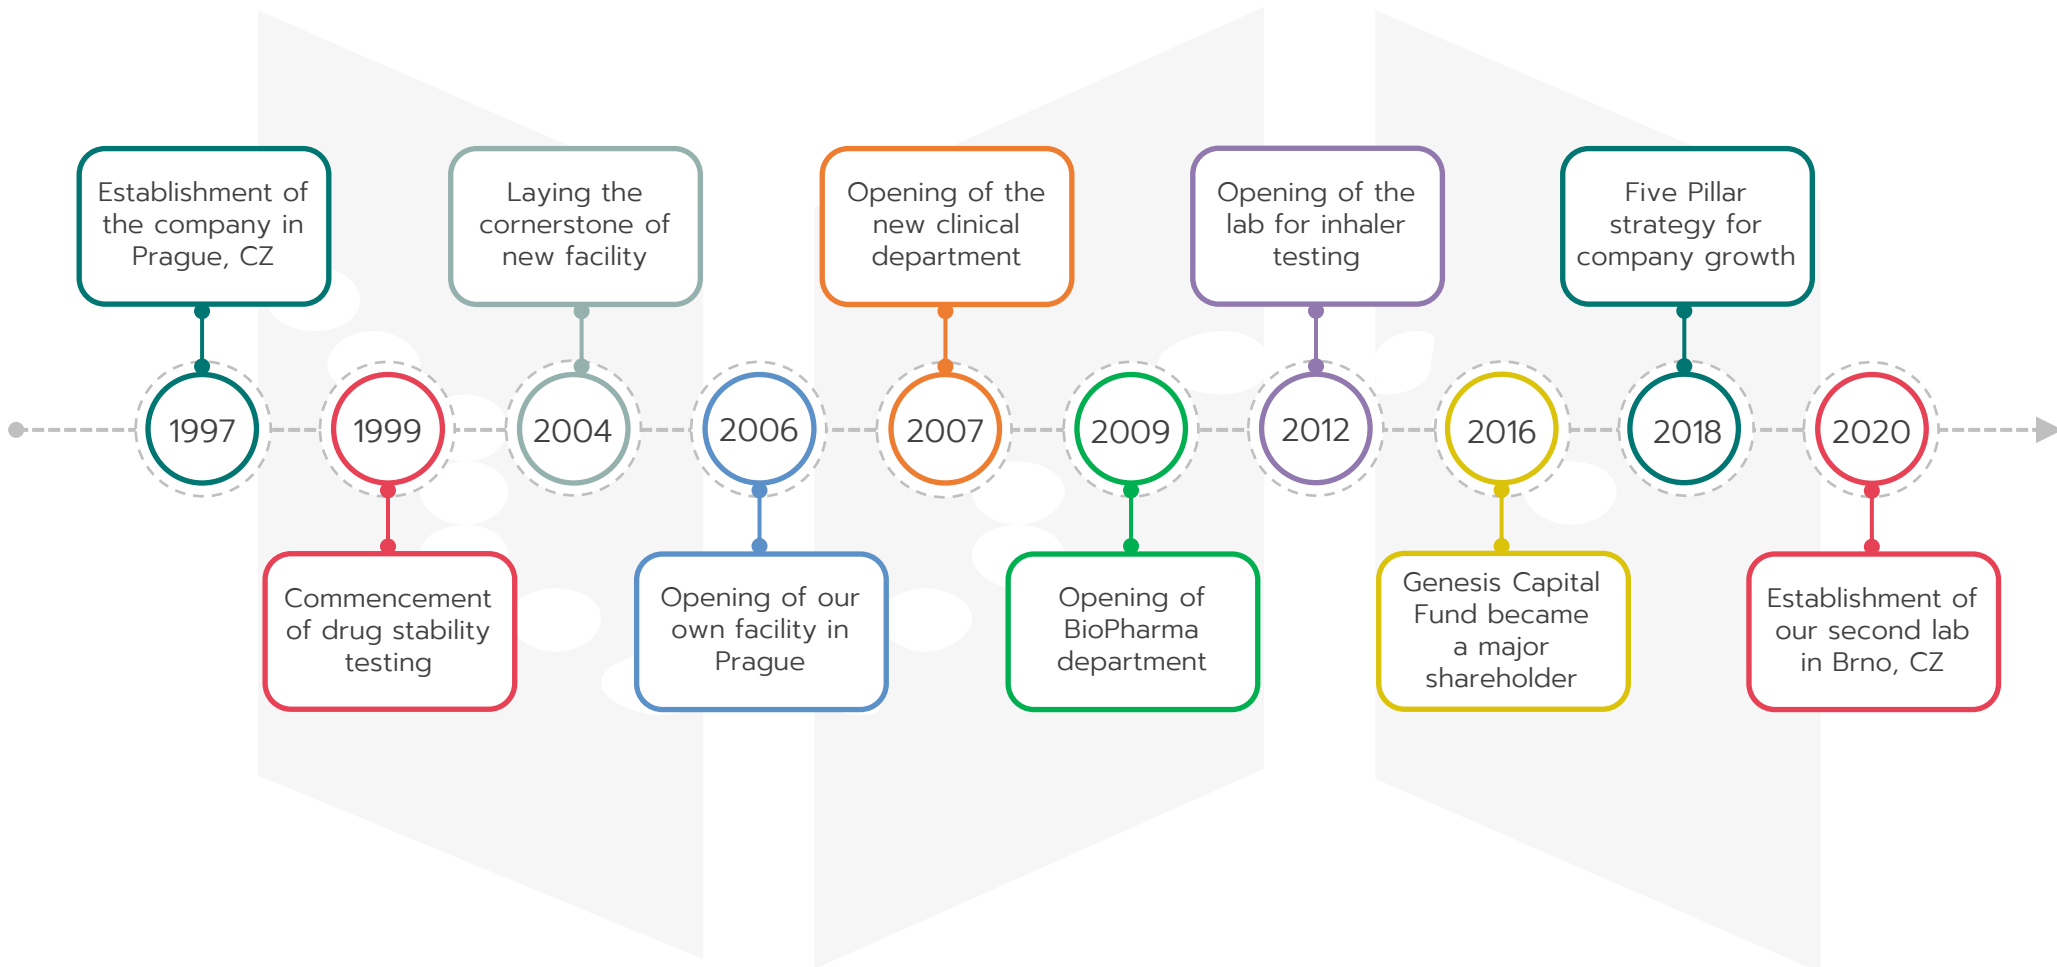 Establishment of
the company in
Prague, CZ
Laying the
cornerstone of
new facility
Opening of the
new clinical
department
Opening of the
lab for inhaler
testing
Five Pillar
strategy for
company growth
1997
1999
2004
2006
2007
2009
2012
2016
2018
2020
Commencement
of drug stability
testing
Opening of our
own facility in
Prague
Opening of
BioPharma
department
Genesis Capital
Fund became
a major
shareholder
Establishment of
our second lab
in Brno, CZ